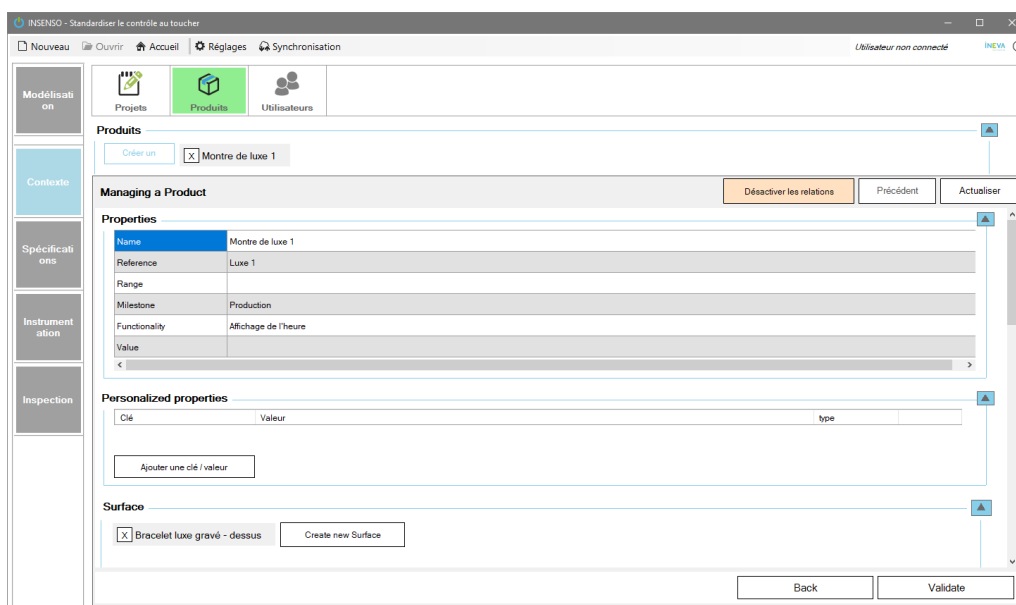 INSENSO - Standardiser le contrôle au toucher
Nouveau Ouvrir Accueil Réglages Synchronisation Utilisateur non connecté INEVA
Modélisati
on
Projets Produits Utilisateurs
Produits
Créer un X Montre de luxe 1
Contexte
Managing a Product Désactiver les relations Précédent Actualiser
Properties
Name Montre de luxe 1
Reference Luxe 1
Range
Milestone Production
Functionality Affichage de l'heure
Value
Spécificati
ons
Instrument
ation
Inspection
Personalized properties
Clé Valeur type
Ajouter une clé / valeur
Surface
X Bracelet luxe gravé - dessus Create new Surface
Back Validate